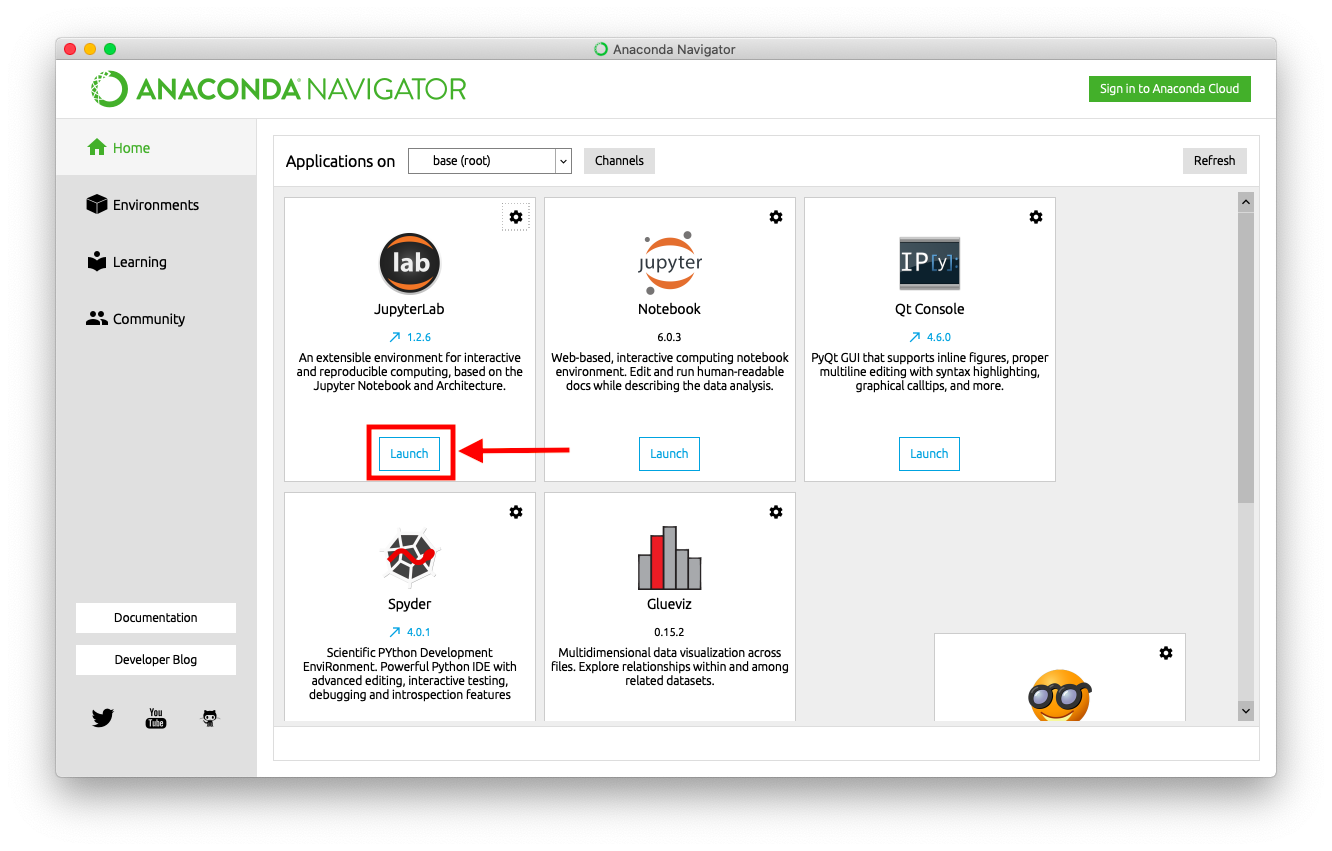 Anaconda Navigator
ANACONDA NAVIGATOR
Sign in to Anaconda Cloud
Home
Environments
Learning
Community
Documentation
Developer Blog
You
Tube
Applications on
base (root)
Channels
Refresh
lab
JupyterLab
1.2.6
An extensible environment for interactive
and reproducible computing, based on the
Jupyter Notebook and Architecture.
Launch
jupyter
Notebook
6.0.3
Web-based, interactive computing notebook
environment. Edit and run human-readable
docs while describing the data analysis.
Launch
IP[y]:
Qt Console
4.6.0
PyQt GUI that supports inline figures, proper
multiline editing with syntax highlighting,
graphical calltips, and more.
Launch
Spyder
4.0.1
Scientific PYthon Development
EnviRonment. Powerful Python IDE with
advanced editing, interactive testing,
debugging and introspection features
Glueviz
0.15.2
Multidimensional data visualization across
files. Explore relationships within and among
related datasets.